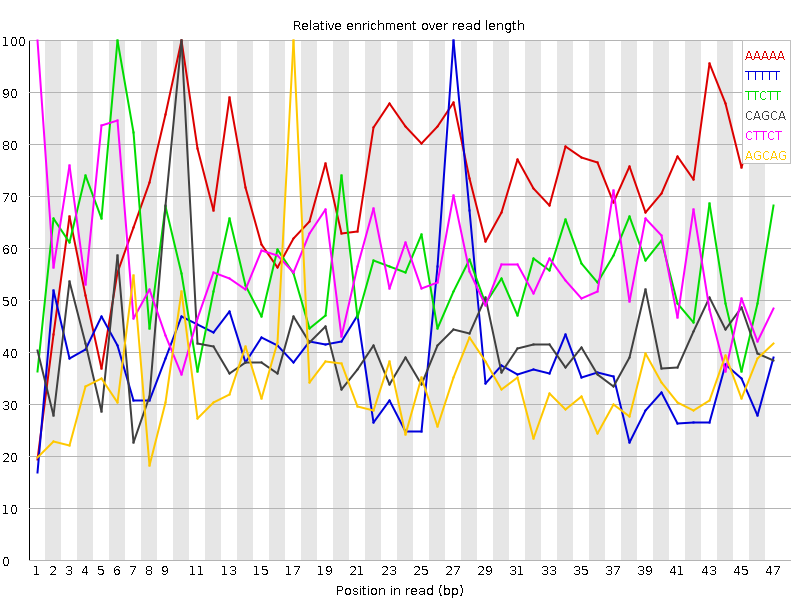 Relative enrichment over read length
100
90
80
70
60
50
40
30
20
10
0
AAAAA
TTTTT
TTCTT
CAGCA
CTTCT
AGCAG
1 2 3 4 5 6 7 8 9 11 13 15 17 19 21 23 25 27 29 31 33 35 37 39 41 43 45 47
Position in read (bp)